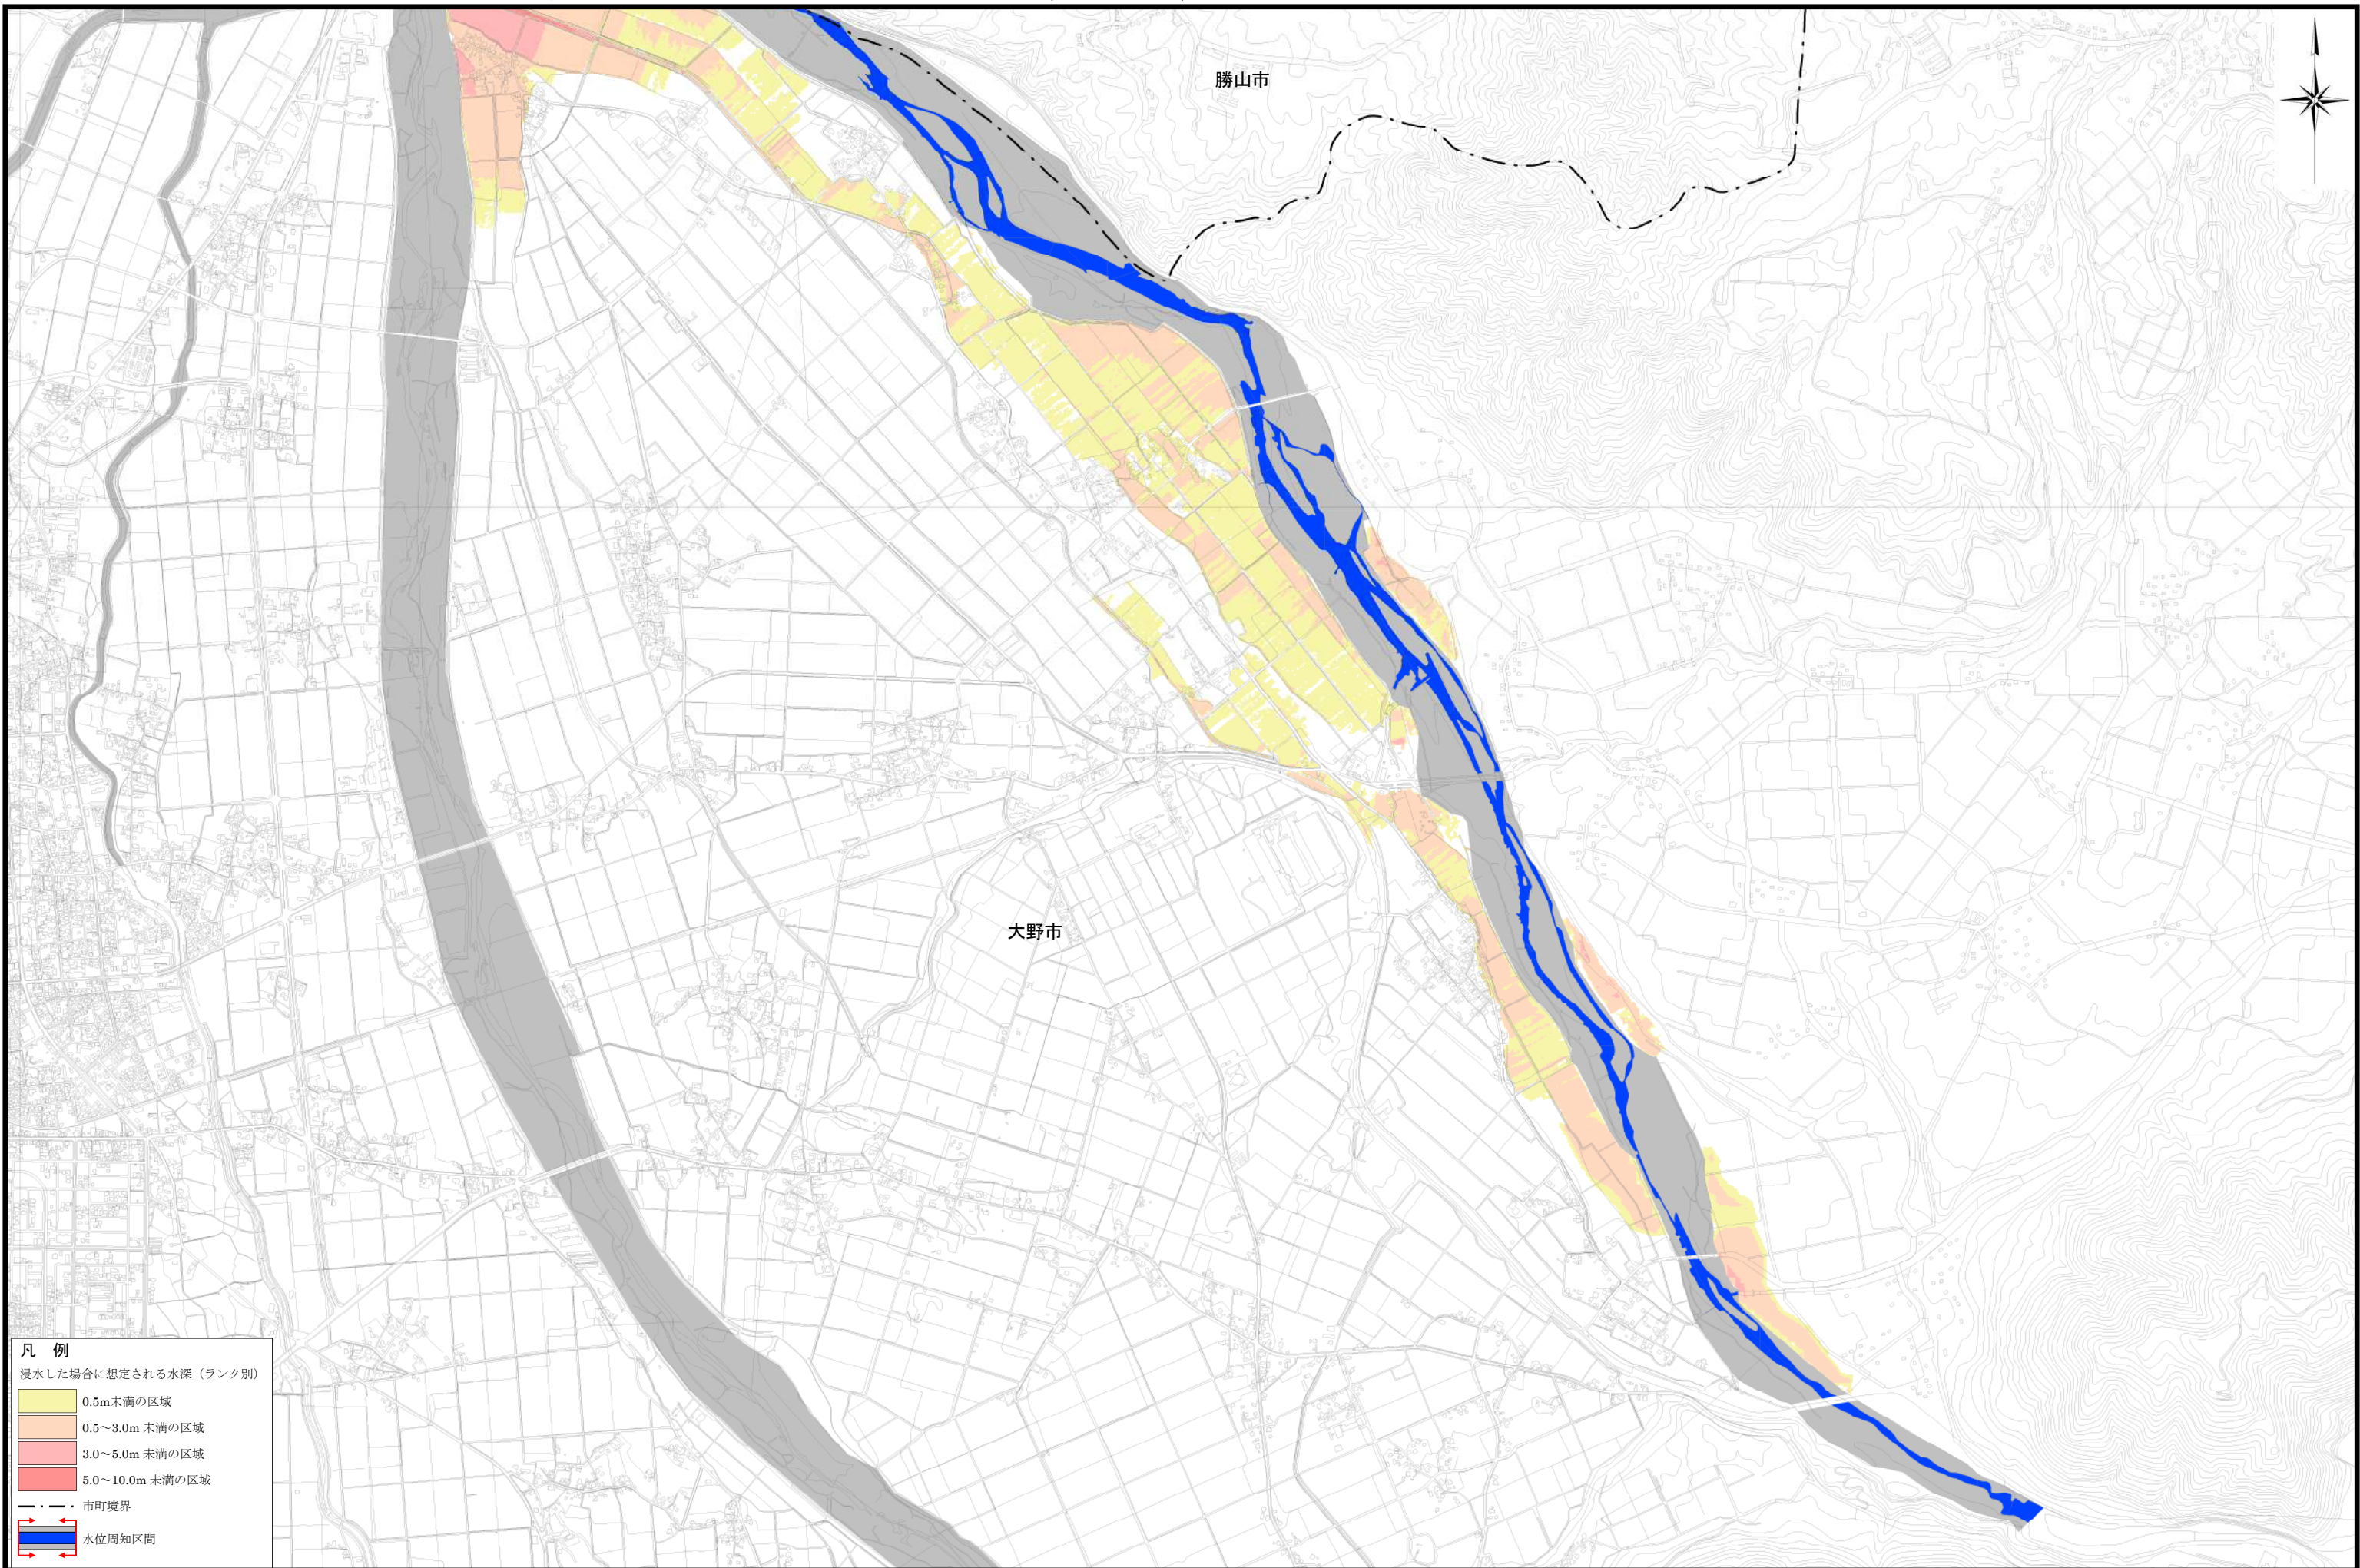 勝山市
大野市
凡 例
浸水した場合に想定される水深（ランク別）
0.5m未満の区域
0.5～3.0m 未満の区域
3.0～5.0m 未満の区域
5.0～10.0m 未満の区域
市町境界
水位周知区間